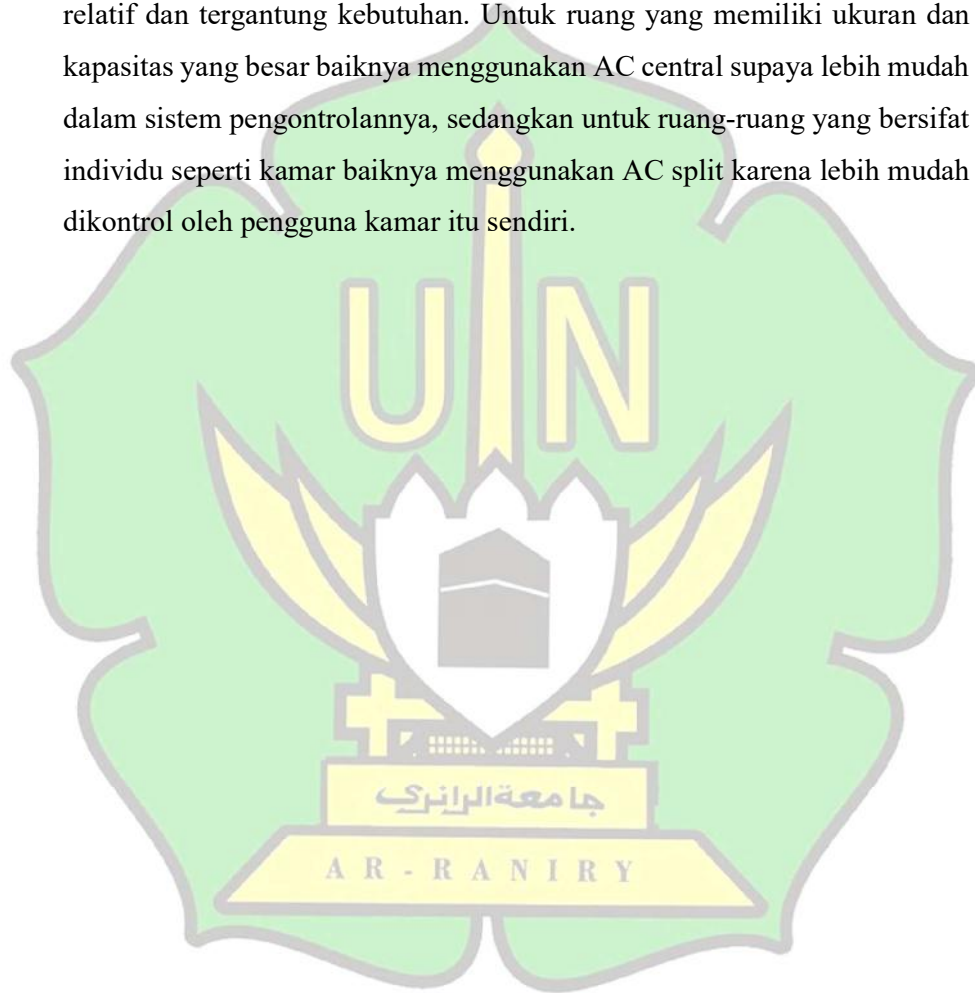 relatif dan tergantung kebutuhan. Untuk ruang yang memiliki ukuran dan
kapasitas yang besar baiknya menggunakan AC central supaya lebih mudah
dalam sistem pengontrolannya, sedangkan untuk ruang-ruang yang bersifat
individu seperti kamar baiknya menggunakan AC split karena lebih mudah
dikontrol oleh pengguna kamar itu sendiri.
UIN
جامعةالرانري
AR-RANIRY